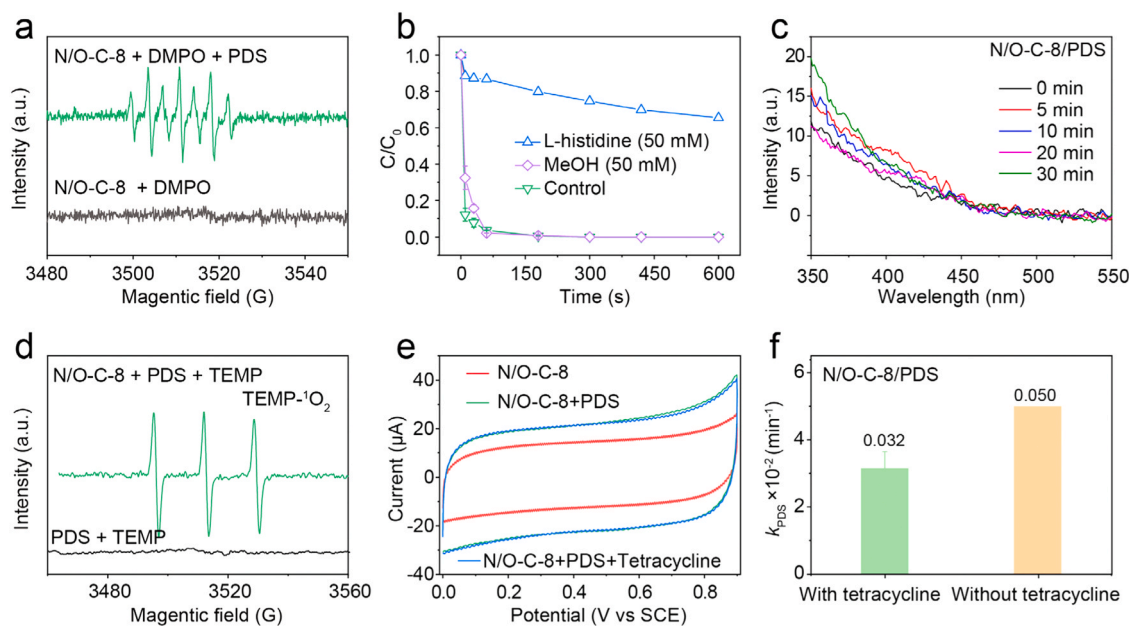 a
N/O-C-8 + DMPO + PDS
N/O-C-8 + DMPO
Intensity (a.u.)
3480 3500 3520 3540
Magentic field (G)
b
1.0
0.8
0.6
0.4
0.2
0.0
C/C₀
L-histidine (50 mM)
MeOH (50 mM)
Control
0 150 300 450 600
Time (s)
c
20
15
10
5
0
Intensity (a.u.)
N/O-C-8/PDS
0 min
5 min
10 min
20 min
30 min
350 400 450 500 550
Wavelength (nm)
d
N/O-C-8 + PDS + TEMP
TEMP-¹O₂
PDS + TEMP
Intensity (a.u.)
3480 3520 3560
Magentic field (G)
e
40
20
0
-20
-40
Current (μA)
N/O-C-8
N/O-C-8+PDS
N/O-C-8+PDS+Tetracycline
0.0 0.2 0.4 0.6 0.8
Potential (V vs SCE)
f
N/O-C-8/PDS
6
3
0
k_PDS ×10⁻² (min⁻¹)
0.032
0.050
With tetracycline Without tetracycline